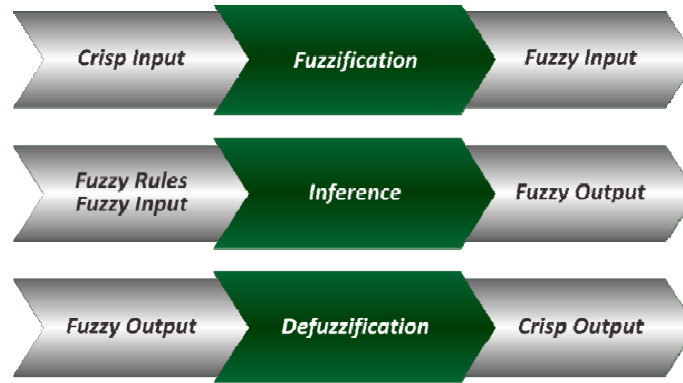 Crisp Input
Fuzzification
Fuzzy Input
Fuzzy Rules
Fuzzy Input
Inference
Fuzzy Output
Fuzzy Output
Defuzzification
Crisp Output